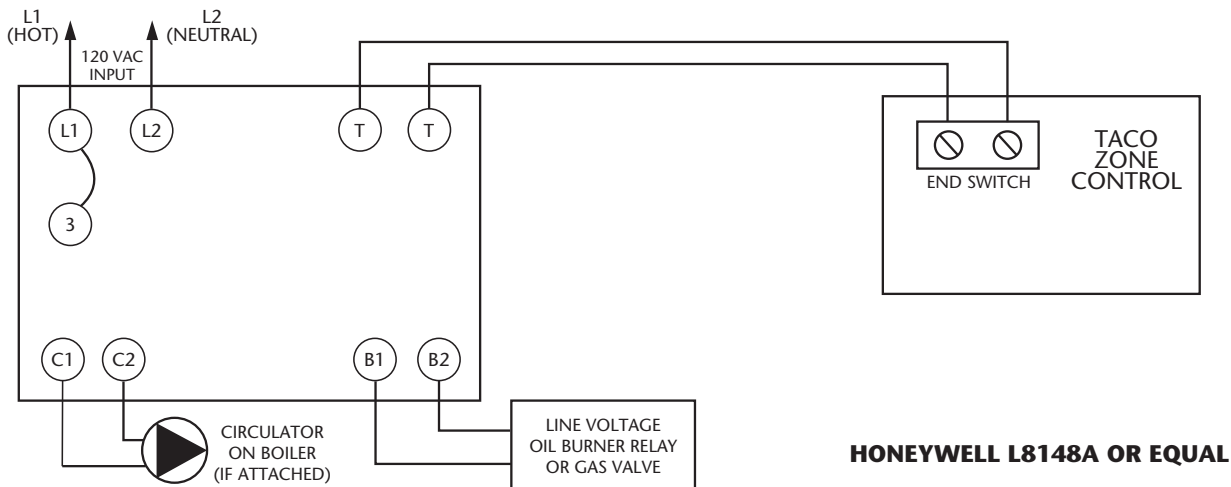 L1
(HOT)
L2
(NEUTRAL)
120 VAC
INPUT
L1
L2
T
T
3
TACO
ZONE
CONTROL
END SWITCH
C1
C2
B1
B2
CIRCULATOR
ON BOILER
(IF ATTACHED)
LINE VOLTAGE
OIL BURNER RELAY
OR GAS VALVE
HONEYWELL L8148A OR EQUAL